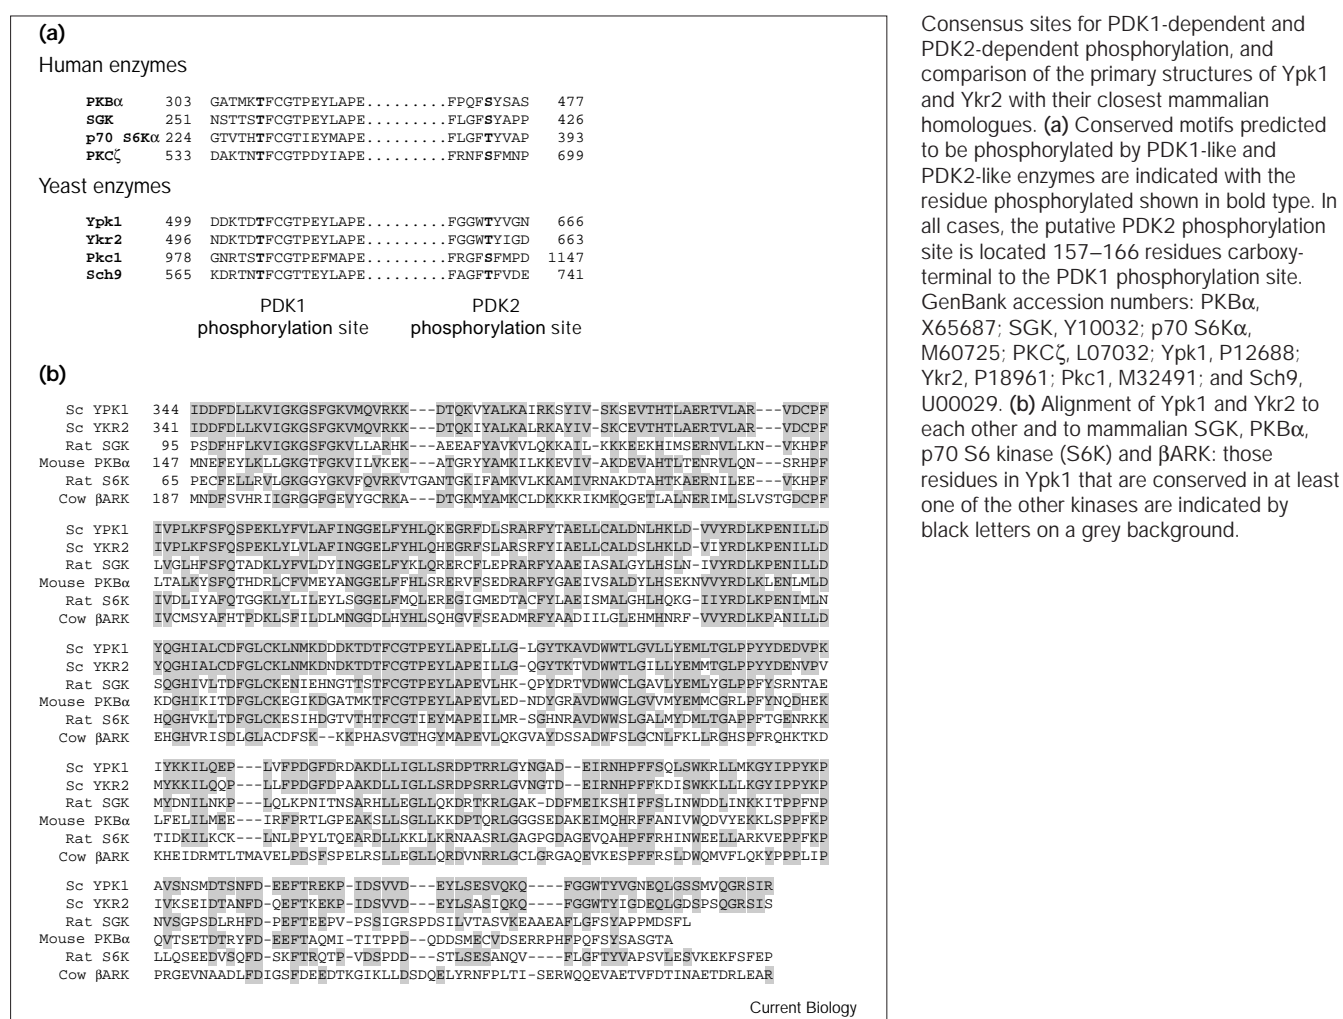 (a)
Human enzymes
PKBα 303 GATMKTFCGTPEYLAPE.........FPQFSYSAS 477
SGK 251 NSTTSTFCGTPEYLAPE.........FLGFSYAPP 426
p70 S6Kα 224 GTVTHTFCGTIEYMAPE.........FLGFTYVAP 393
PKCζ 533 DAKTNTFCGTPDYIAPE.........FRNFSFMNP 699
Yeast enzymes
Ypk1 499 DDKTDTFCGTPEYLAPE.........FGGWTYVGN 666
Ykr2 496 NDKTDTFCGTPEYLAPE.........FGGWTYIGD 663
Pkc1 978 GNRTSTFCGTPEFMAPE.........FRGFSFMPD 1147
Sch9 565 KDRTNTFCGTTEYLAPE.........FAGFTFVDE 741
PDK1 PDK2
phosphorylation site phosphorylation site
(b)
Sc YPK1 344 IDDFDLLKVIGKGSFGKVMQVRKK---DTQKVYALKAIRKSYIV-SKSEVTHTLAERTVLAR---VDCPF
Sc YKR2 341 IDDFDLLKVIGKGSFGKVMQVRKK---DTQKIYALKALRKAYIV-SKCEVTHTLAERTVLAR---VDCPF
Rat SGK 95 PSDFHFLKVIGKGSFGKVLLARHK---AEEAFYAVKVLQKKAIL-KKKEEKHIMSERNVLLKN--VKHPF
Mouse PKBα 147 MNEFEYLKLLGKGTFGKVILVKEK---ATGRYYAMKILKKEVIV-AKDEVAHTLTENRVLQN---SRHPF
Rat S6K 65 PECFELLRVLGKGGYGKVFQVRKVTGANTGKIFAMKVLKKAMIVRNAKDTAHTKAERNILEE---VKHPF
Cow βARK 187 MNDFSVHRIIGRGGFGEVYGCRKA---DTGKMYAMKCLDKKRIKMKQGETLALNERIMLSLVSTGDCPF
Sc YPK1 IVPLKFSFQSPEKLYFVLAFINGGELFYHLQKEGRFDLSRARFYTAELLCALDNLHKLD-VVYRDLKPENILLD
Sc YKR2 IVPLKFSFQSPEKLYLVLAFINGGELFYHLQHEGRFSLARSRFYIAELLCALDSLHKLD-VIYRDLKPENILLD
Rat SGK LVGLHFSFQTADKLYFVLDYINGGELFYKLQRERCFLEPRARFYAAEIASALGYLHSLN-IVYRDLKPENILLD
Mouse PKBα LTALKYSFQTHDRLCFVMEYANGGELFFHLSRERVFSEDRARFYGAEIVSALDYLHSEKNVVYRDLKLENLMLD
Rat S6K IVDLIYAFQTGGKLYLILEYLSGGELFMQLEREGIGMEDTACFYLAEISMALGHLHQKG-IIYRDLKPENIMLN
Cow βARK IVCMSYAFHTPDKLSFILDLMNGGDLHYHLSQHGVFSEADMRFYAADIILGLEHMHNRF-VVYRDLKPANILLD
Sc YPK1 YQGHIALCDFGLCKLNMKDDDKTDTFCGTPEYLAPELLLG-LGYTKAVDWWTLGVLLYEMLTGLPPYYDEDVPK
Sc YKR2 YQGHIALCDFGLCKLNMKDNDKTDTFCGTPEYLAPEILLG-QGYTKTVDWWTLGILLYEMMTGLPPYYDENVPV
Rat SGK SQGHIVLTDFGLCKENIEHNGTTSTFCGTPEYLAPEVLHK-QPYDRTVDWWCLGAVLYEMLYGLPPFYSRNTAE
Mouse PKBα KDGHIKITDFGLCKEGIKDGATMKTFCGTPEYLAPEVLED-NDYGRAVDWWGLGVVMYEMMCGRLPFYNQDHEK
Rat S6K HQGHVKLTDFGLCKESIHDGTVTHTFCGTIEYMAPEILMR-SGHNRAVDWWSLGALMYDMLTGAPPFTGENRKK
Cow βARK EHGHVRISDLGLACDFSK--KKPHASVGTHGYMAPEVLQKGVAYDSSADWFSLGCNLFKLLRGHSPFRQHKTKD
Sc YPK1 IYKKILQEP---LVFPDGFDRDAKDLLIGLLSRDPTRRLGYNGAD--EIRNHPFFSQLSWKRLLMKGYIPPYKP
Sc YKR2 MYKKILQQP---LLFPDGFDPAAKDLLIGLLSRDPSRRLGVNGTD--EIRNHPFFKDISWKKLLLKGYIPPYKP
Rat SGK MYDNILNKP---LQLKPNITNSARHLLEGLLQKDRTKRLGAK-DDFMEIKSHIFFSLINWDDLINKKITPPFNP
Mouse PKBα LFELILMEE---IRFPRTLGPEAKSLLSGLLKKDPTQRLGGGSEDAKEIMQHRFFANIVWQDVYEKKLSPPFKP
Rat S6K TIDKILKCK---LNLPPYLTQEARDLLKKLLKRNAASRLGAGPGDAGEVQAHPFFRHINWEELLARKVEPPFKP
Cow βARK KHEIDRMTLTMAVELPDSFSPELRSLLEGLLQRDVNRRLGCLGRGAQEVKESPFFRSLDWQMVFLQKYPPPLIP
Sc YPK1 AVSNSMDTSNFD-EEFTREKP-IDSVVD---EYLSESVQKQ----FGGWTYVGNEQLGSSMVQGRSIR
Sc YKR2 IVKSEIDTANFD-QEFTKEKP-IDSVVD---EYLSASIQKQ----FGGWTYIGDEQLGDSPSQGRSIS
Rat SGK NVSGPSDLRHFD-PEFTEEPV-PSSIGRSPDSILVTASVKEAAEAFLGFSYAPPMDSFL
Mouse PKBα QVTSETDTRYFD-EEFTAQMI-TITPPD--QDDSMECVDSERRPHFPQFSYSASGTA
Rat S6K LLQSEEDVSQFD-SKFTRQTP-VDSPDD---STLSESANQV----FLGFTYVAPSVLESVKEKFSFEP
Cow βARK PRGEVNAADLFDIGSFDEEDTKGIKLLDSDQELYRNFPLTI-SERWQQEVAETVFDTINAETDRLEAR
Current Biology
Consensus sites for PDK1-dependent and
PDK2-dependent phosphorylation, and
comparison of the primary structures of Ypk1
and Ykr2 with their closest mammalian
homologues. (a) Conserved motifs predicted
to be phosphorylated by PDK1-like and
PDK2-like enzymes are indicated with the
residue phosphorylated shown in bold type. In
all cases, the putative PDK2 phosphorylation
site is located 157–166 residues carboxy-
terminal to the PDK1 phosphorylation site.
GenBank accession numbers: PKBα,
X65687; SGK, Y10032; p70 S6Kα,
M60725; PKCζ, L07032; Ypk1, P12688;
Ykr2, P18961; Pkc1, M32491; and Sch9,
U00029. (b) Alignment of Ypk1 and Ykr2 to
each other and to mammalian SGK, PKBα,
p70 S6 kinase (S6K) and βARK: those
residues in Ypk1 that are conserved in at least
one of the other kinases are indicated by
black letters on a grey background.